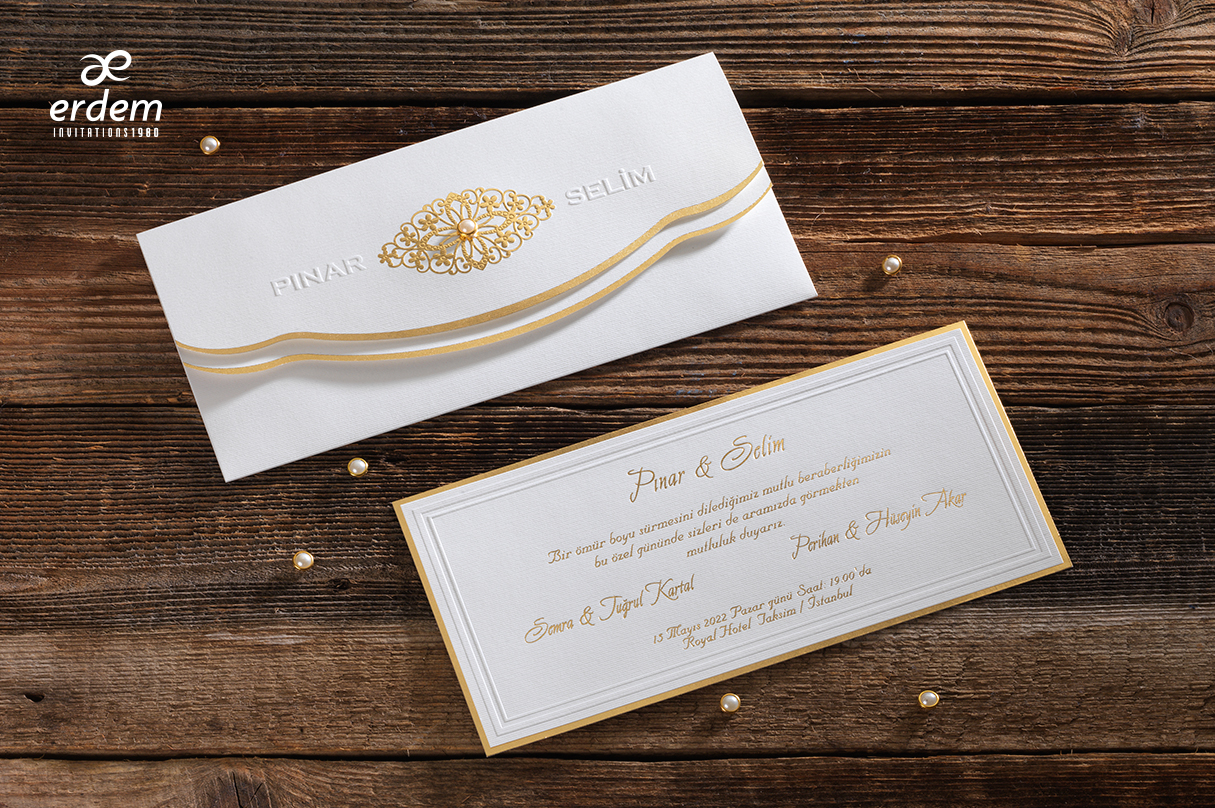 erdem
INVITATIONS1980
PINAR
SELİM
Pınar & Selim
Bir ömür boyu sürmesini dilediğimiz mutlu beraberliğimizin
bu özel gününde sizleri de aramızda görmekten
mutluluk duyarız.
Semra & Tuğrul Kartal
Perihan & Hüseyin Akar
15 Mayıs 2022 Pazar günü Saat: 19.00'da
Royal Hotel Taksim / İstanbul